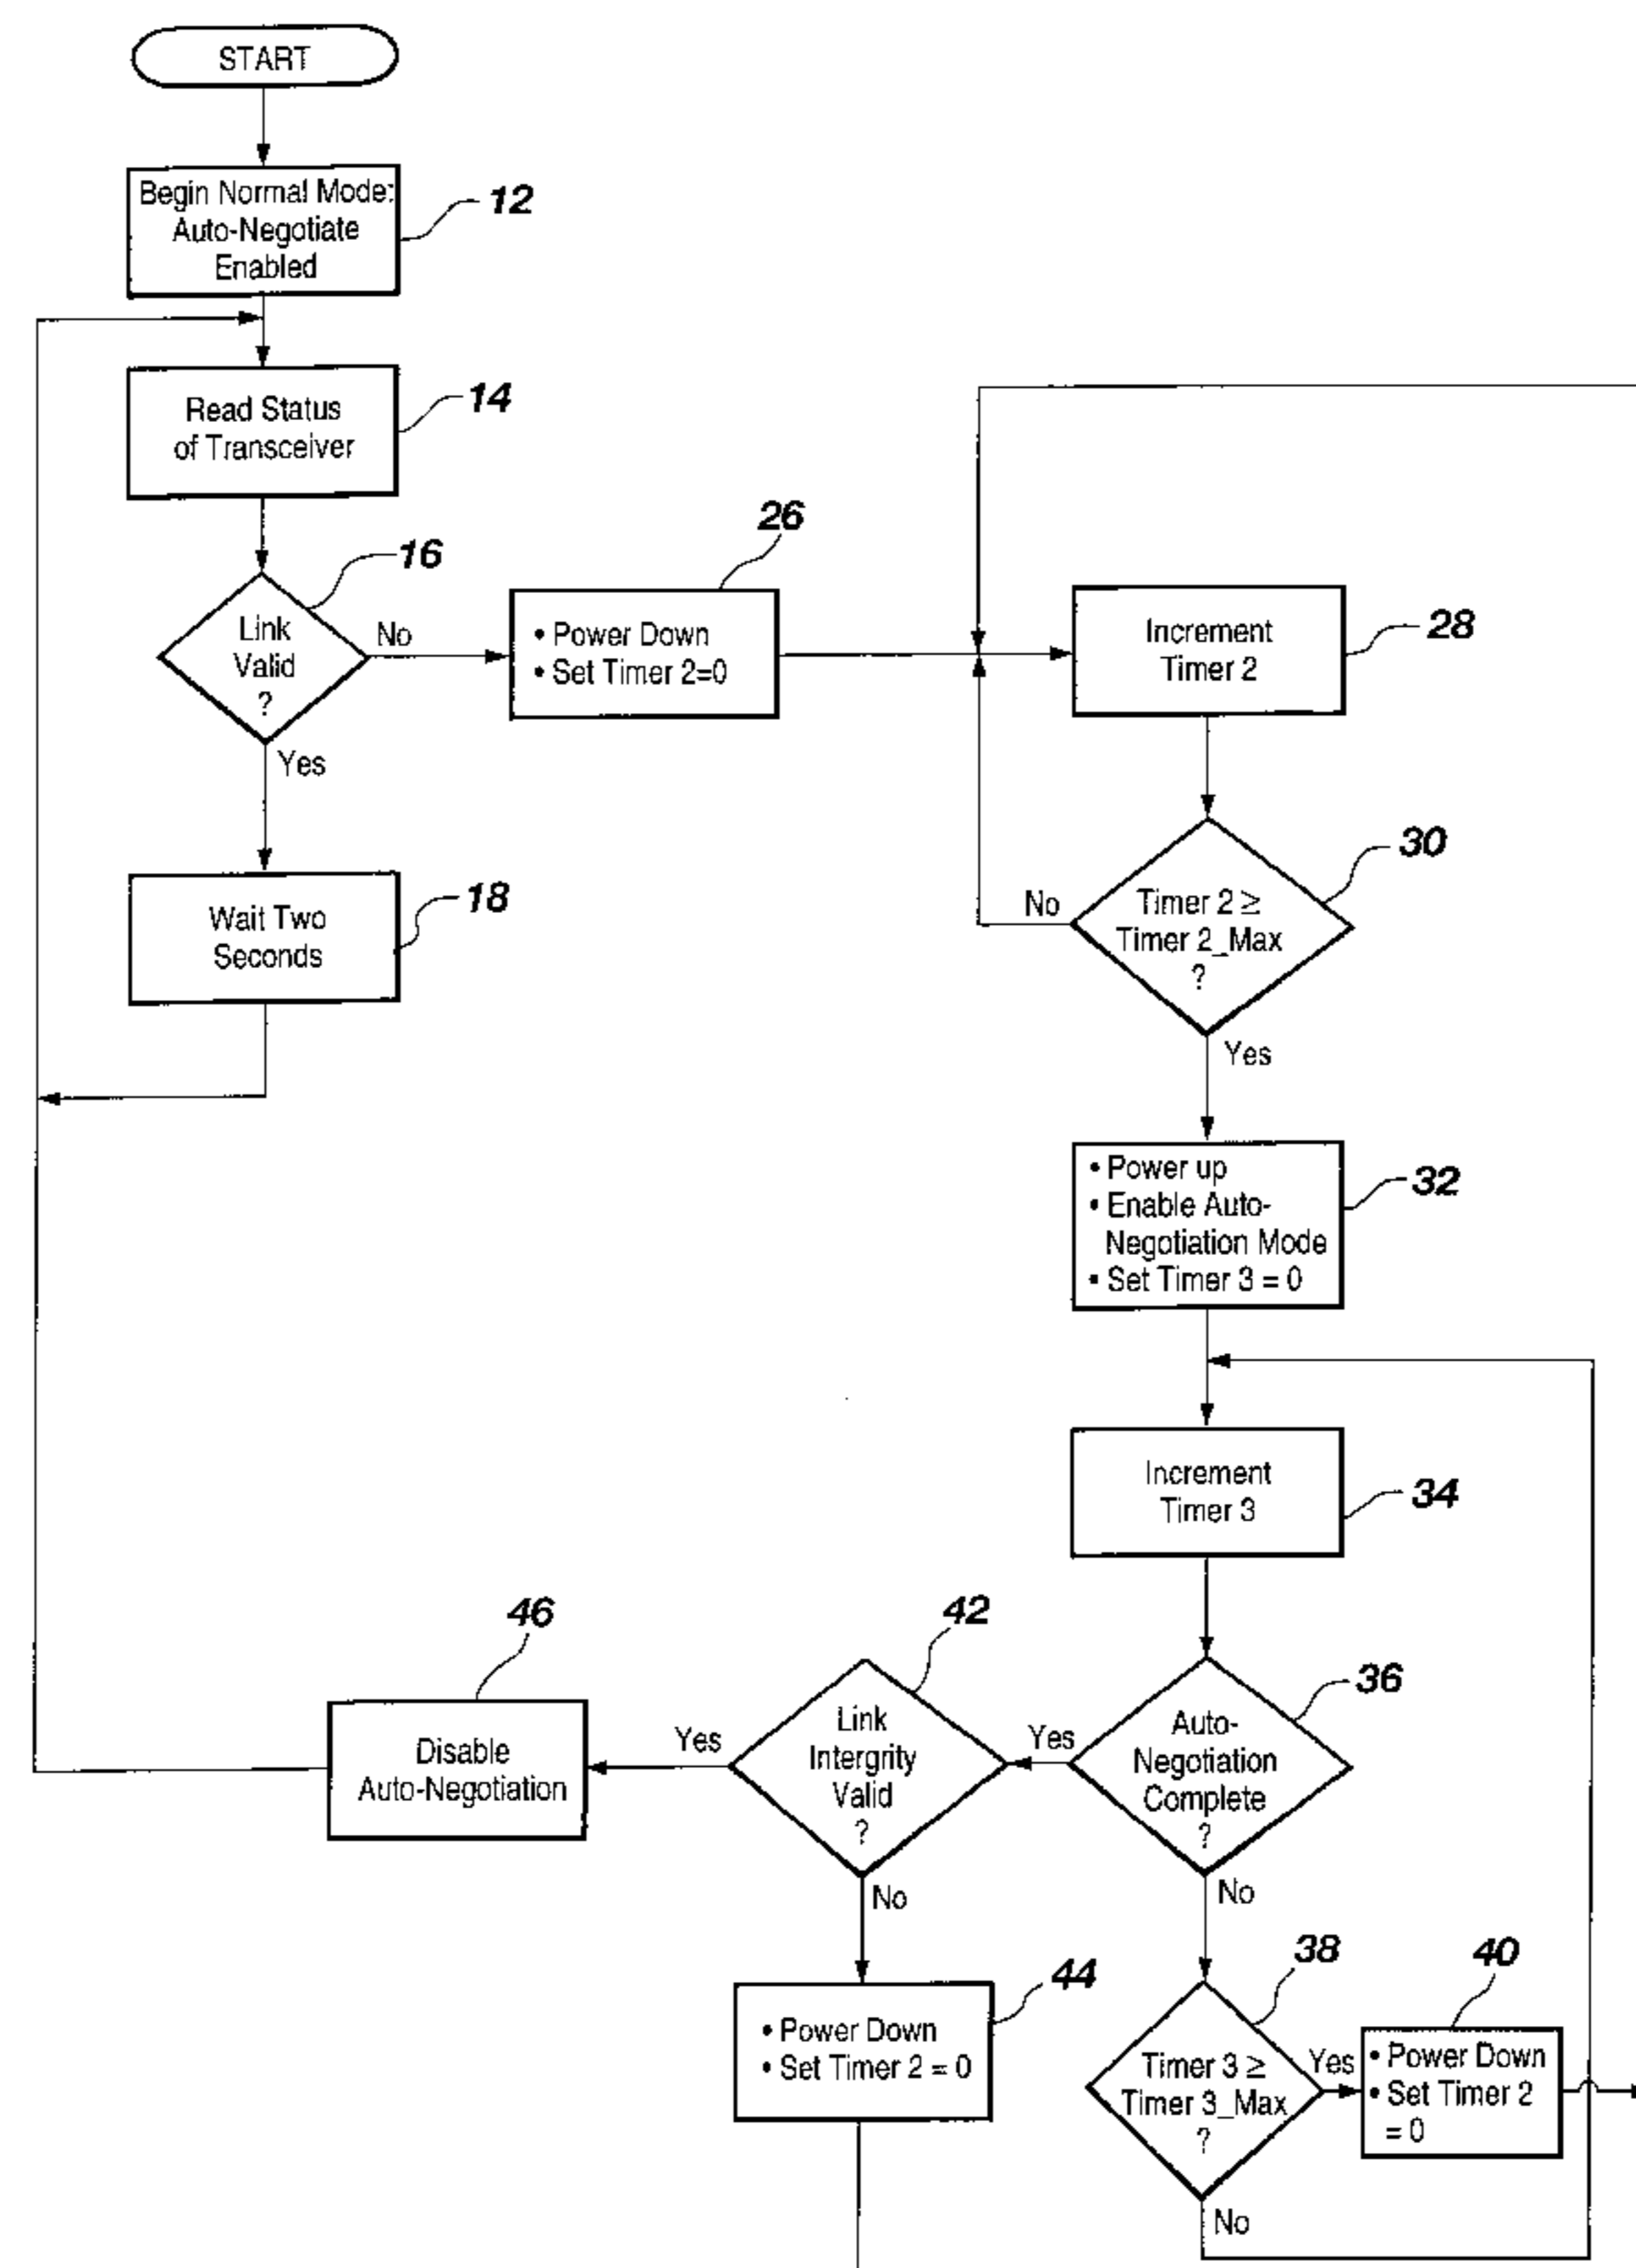 START
Begin Normal Mode:
Auto-Negotiate
Enabled
12
Read Status
of Transceiver
14
16
Link
Valid
?
No
Yes
26
• Power Down
• Set Timer 2=0
Increment
Timer 2
28
Wait Two
Seconds
18
30
Timer 2 ≥
Timer 2_Max
?
No
Yes
• Power up
• Enable Auto-
Negotiation Mode
• Set Timer 3 = 0
32
Increment
Timer 3
34
36
Auto-
Negotiation
Complete
?
Yes
No
42
Link
Intergrity
Valid
?
Yes
No
46
Disable
Auto-Negotiation
44
• Power Down
• Set Timer 2 = 0
38
Timer 3 ≥
Timer 3_Max
?
Yes
No
40
• Power Down
• Set Timer 2
= 0